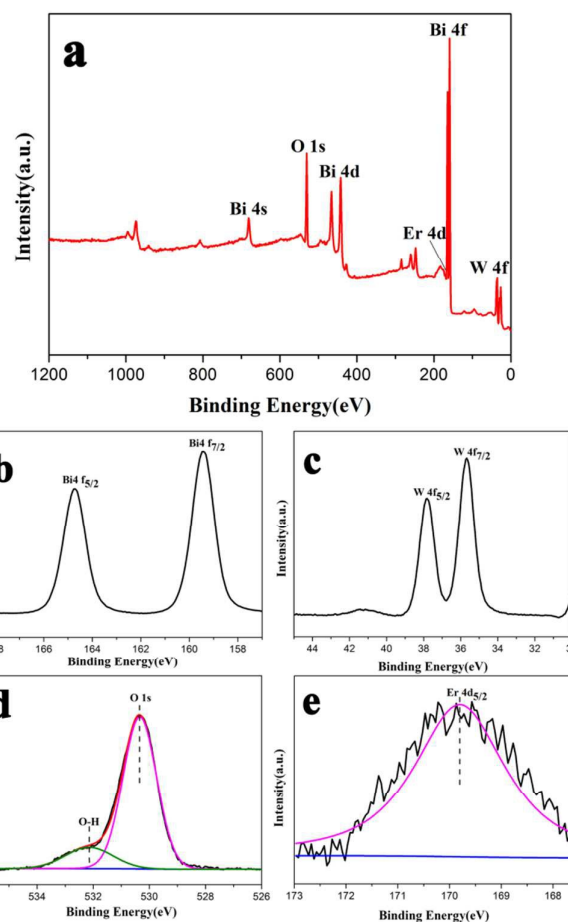 a
Bi 4f
O 1s
Bi 4d
Bi 4s
Er 4d
W 4f
Intensity(a.u.)
1200 1000 800 600 400 200 0
Binding Energy(eV)
b
Bi4 f7/2
Bi4 f5/2
166 164 162 160 158
Binding Energy(eV)
c
W 4f7/2
W 4f5/2
Intensity(a.u.)
44 42 40 38 36 34 32
Binding Energy(eV)
d
O 1s
O-H
534 532 530 528 526
Binding Energy(eV)
e
Er 4d5/2
Intensity(a.u.)
173 172 171 170 169 168
Binding Energy(eV)